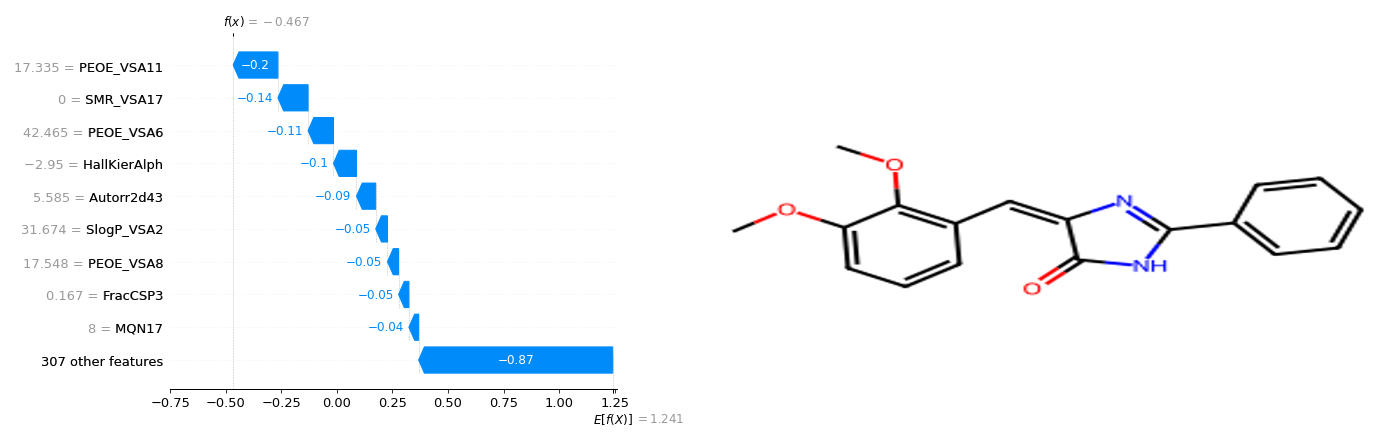 f(x) = −0.467
17.335 = PEOE_VSA11
−0.2
0 = SMR_VSA17
−0.14
42.465 = PEOE_VSA6
−0.11
−2.95 = HallKierAlph
−0.1
5.585 = Autorr2d43
−0.09
31.674 = SlogP_VSA2
−0.05
17.548 = PEOE_VSA8
−0.05
0.167 = FracCSP3
−0.05
8 = MQN17
−0.04
307 other features
−0.87
−0.75 −0.50 −0.25 0.00 0.25 0.50 0.75 1.00 1.25
E[f(X)] = 1.241
O
O
N
NH
O